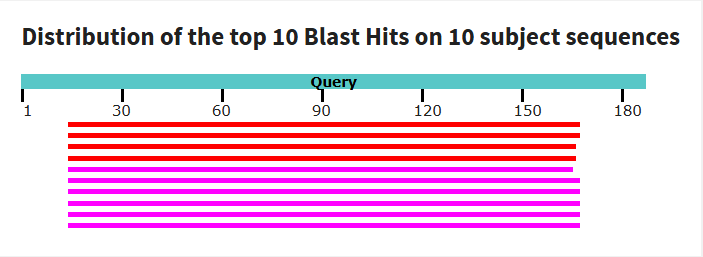 Distribution of the top 10 Blast Hits on 10 subject sequences
Query
1 30 60 90 120 150 180